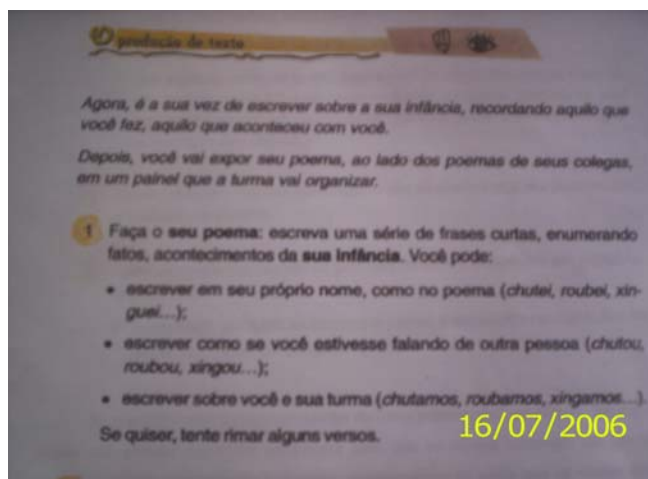 produção de texto
Agora, é a sua vez de escrever sobre a sua infância, recordando aquilo que
você fez, aquilo que aconteceu com você.
Depois, você vai expor seu poema, ao lado dos poemas de seus colegas,
em um painel que a turma vai organizar.
1 Faça o seu poema: escreva uma série de frases curtas, enumerando
fatos, acontecimentos da sua infância. Você pode:
• escrever em seu próprio nome, como no poema (chutei, roubei, xin-
guei...);
• escrever como se você estivesse falando de outra pessoa (chutou,
roubou, xingou...);
• escrever sobre você e sua turma (chutamos, roubamos, xingamos...).
Se quiser, tente rimar alguns versos.
16/07/2006